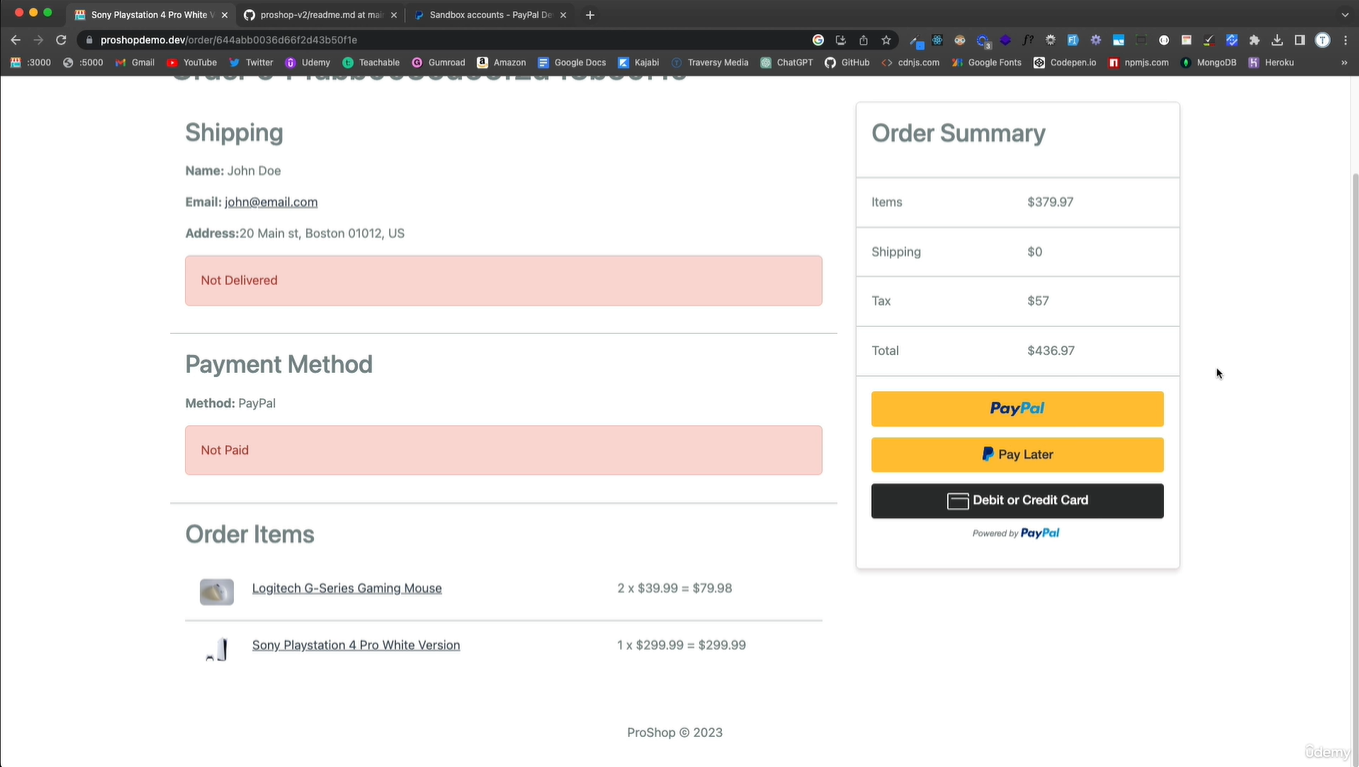 Sony Playstation 4 Pro White V
proshop-v2/readme.md at mai
Sandbox accounts - PayPal De
proshopdemo.dev/order/644abb0036d66f2d43b50f1e
:3000
:5000
Gmail
YouTube
Twitter
Udemy
Teachable
Gumroad
Amazon
Google Docs
Kajabi
Traversy Media
ChatGPT
GitHub
cdnjs.com
Google Fonts
Codepen.io
npmjs.com
MongoDB
Heroku
Shipping
Name: John Doe
Email: john@email.com
Address:20 Main st, Boston 01012, US
Not Delivered
Payment Method
Method: PayPal
Not Paid
Order Items
Logitech G-Series Gaming Mouse
2 x $39.99 = $79.98
Sony Playstation 4 Pro White Version
1 x $299.99 = $299.99
Order Summary
Items $379.97
Shipping $0
Tax $57
Total $436.97
PayPal
Pay Later
Debit or Credit Card
Powered by PayPal
ProShop © 2023
Udemy